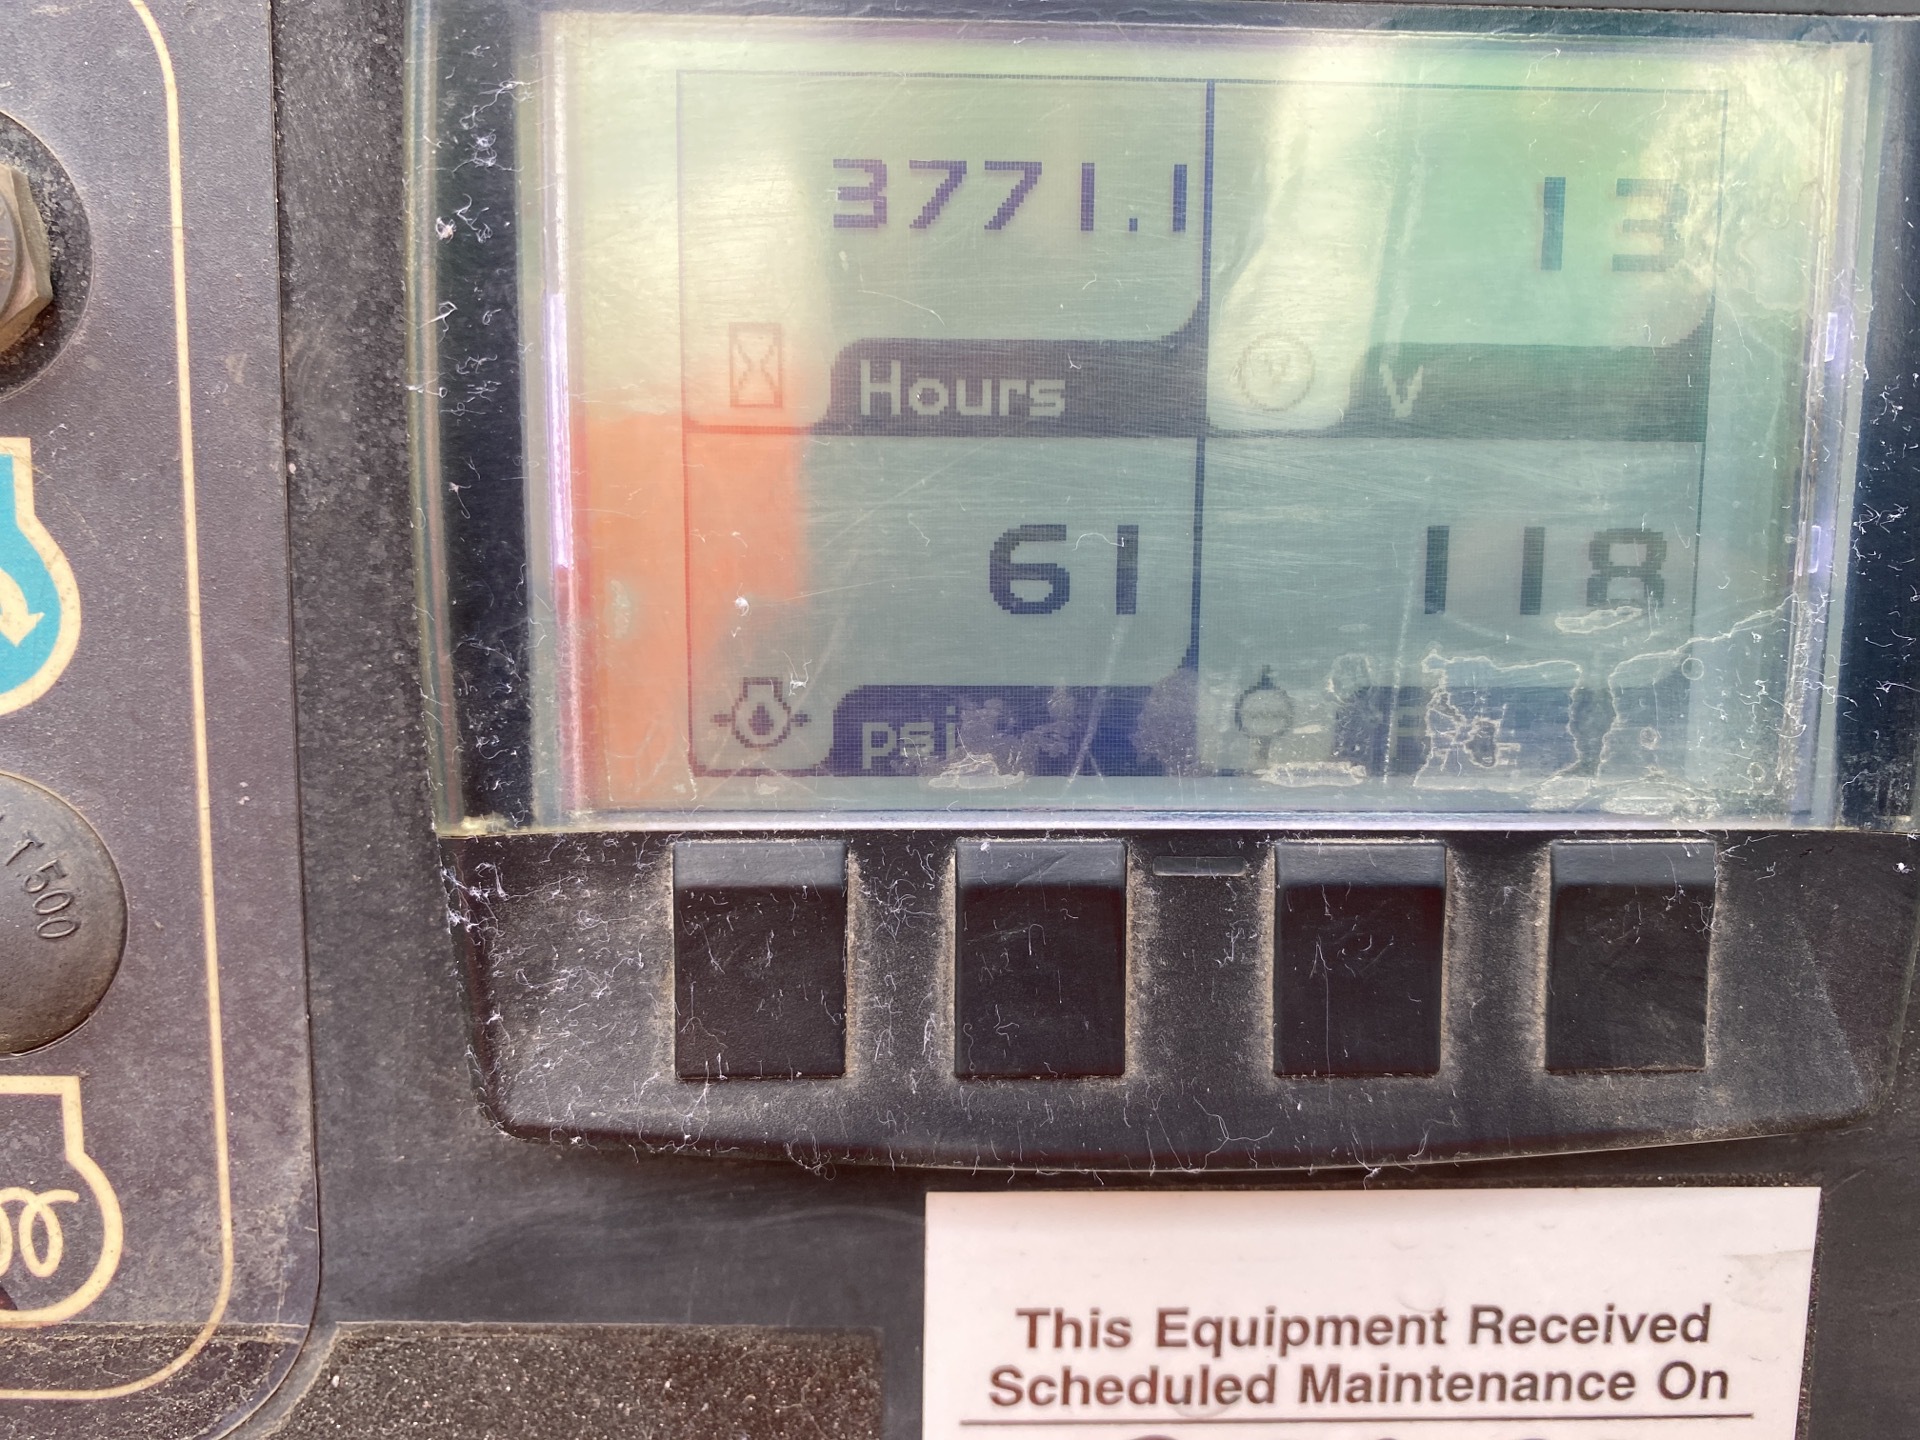 3771.1
13
Hours
V
61
118
psi
T500
This Equipment Received
Scheduled Maintenance On